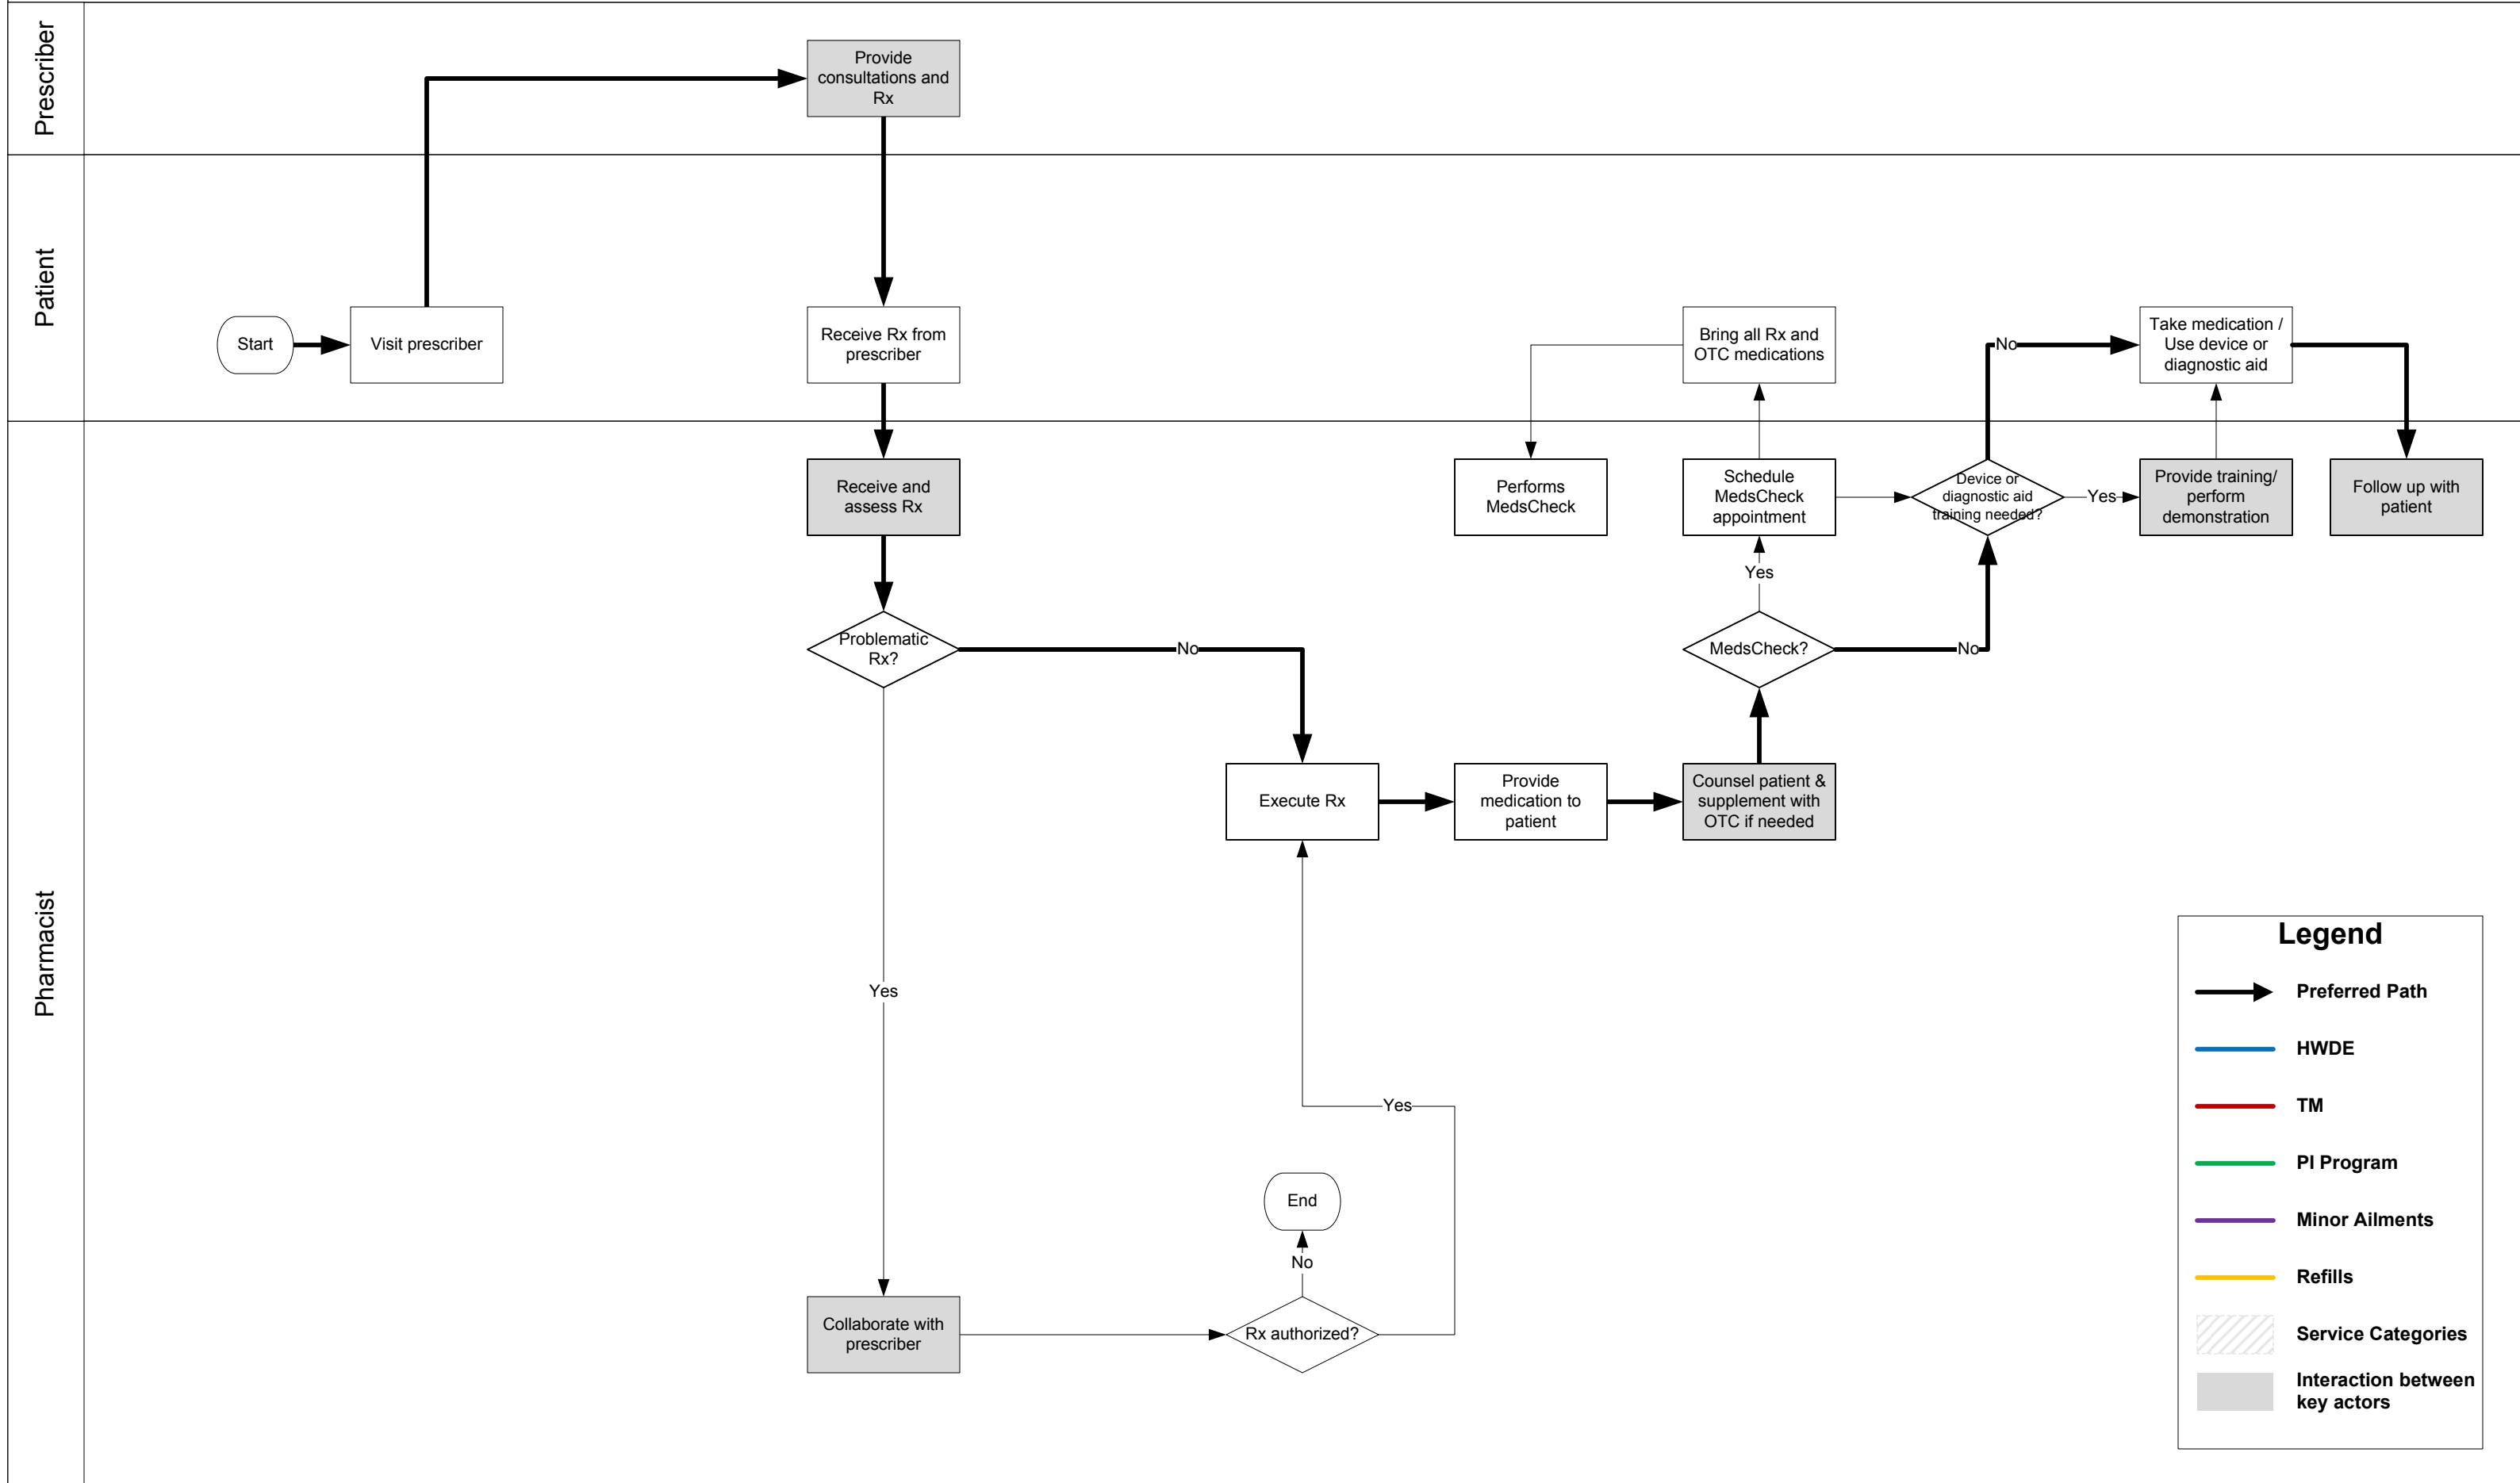 Prescriber
Provide
consultations and
Rx
Patient
Start
Visit prescriber
Receive Rx from
prescriber
Bring all Rx and
OTC medications
No
Take medication /
Use device or
diagnostic aid
Pharmacist
Receive and
assess Rx
Performs
MedsCheck
Schedule
MedsCheck
appointment
Device or
diagnostic aid
training needed?
Yes
Provide training/
perform
demonstration
Follow up with
patient
Yes
Problematic
Rx?
No
MedsCheck?
No
Execute Rx
Provide
medication to
patient
Counsel patient &
supplement with
OTC if needed
Yes
Yes
End
No
Collaborate with
prescriber
Rx authorized?
Legend
Preferred Path
HWDE
TM
PI Program
Minor Ailments
Refills
Service Categories
Interaction between
key actors